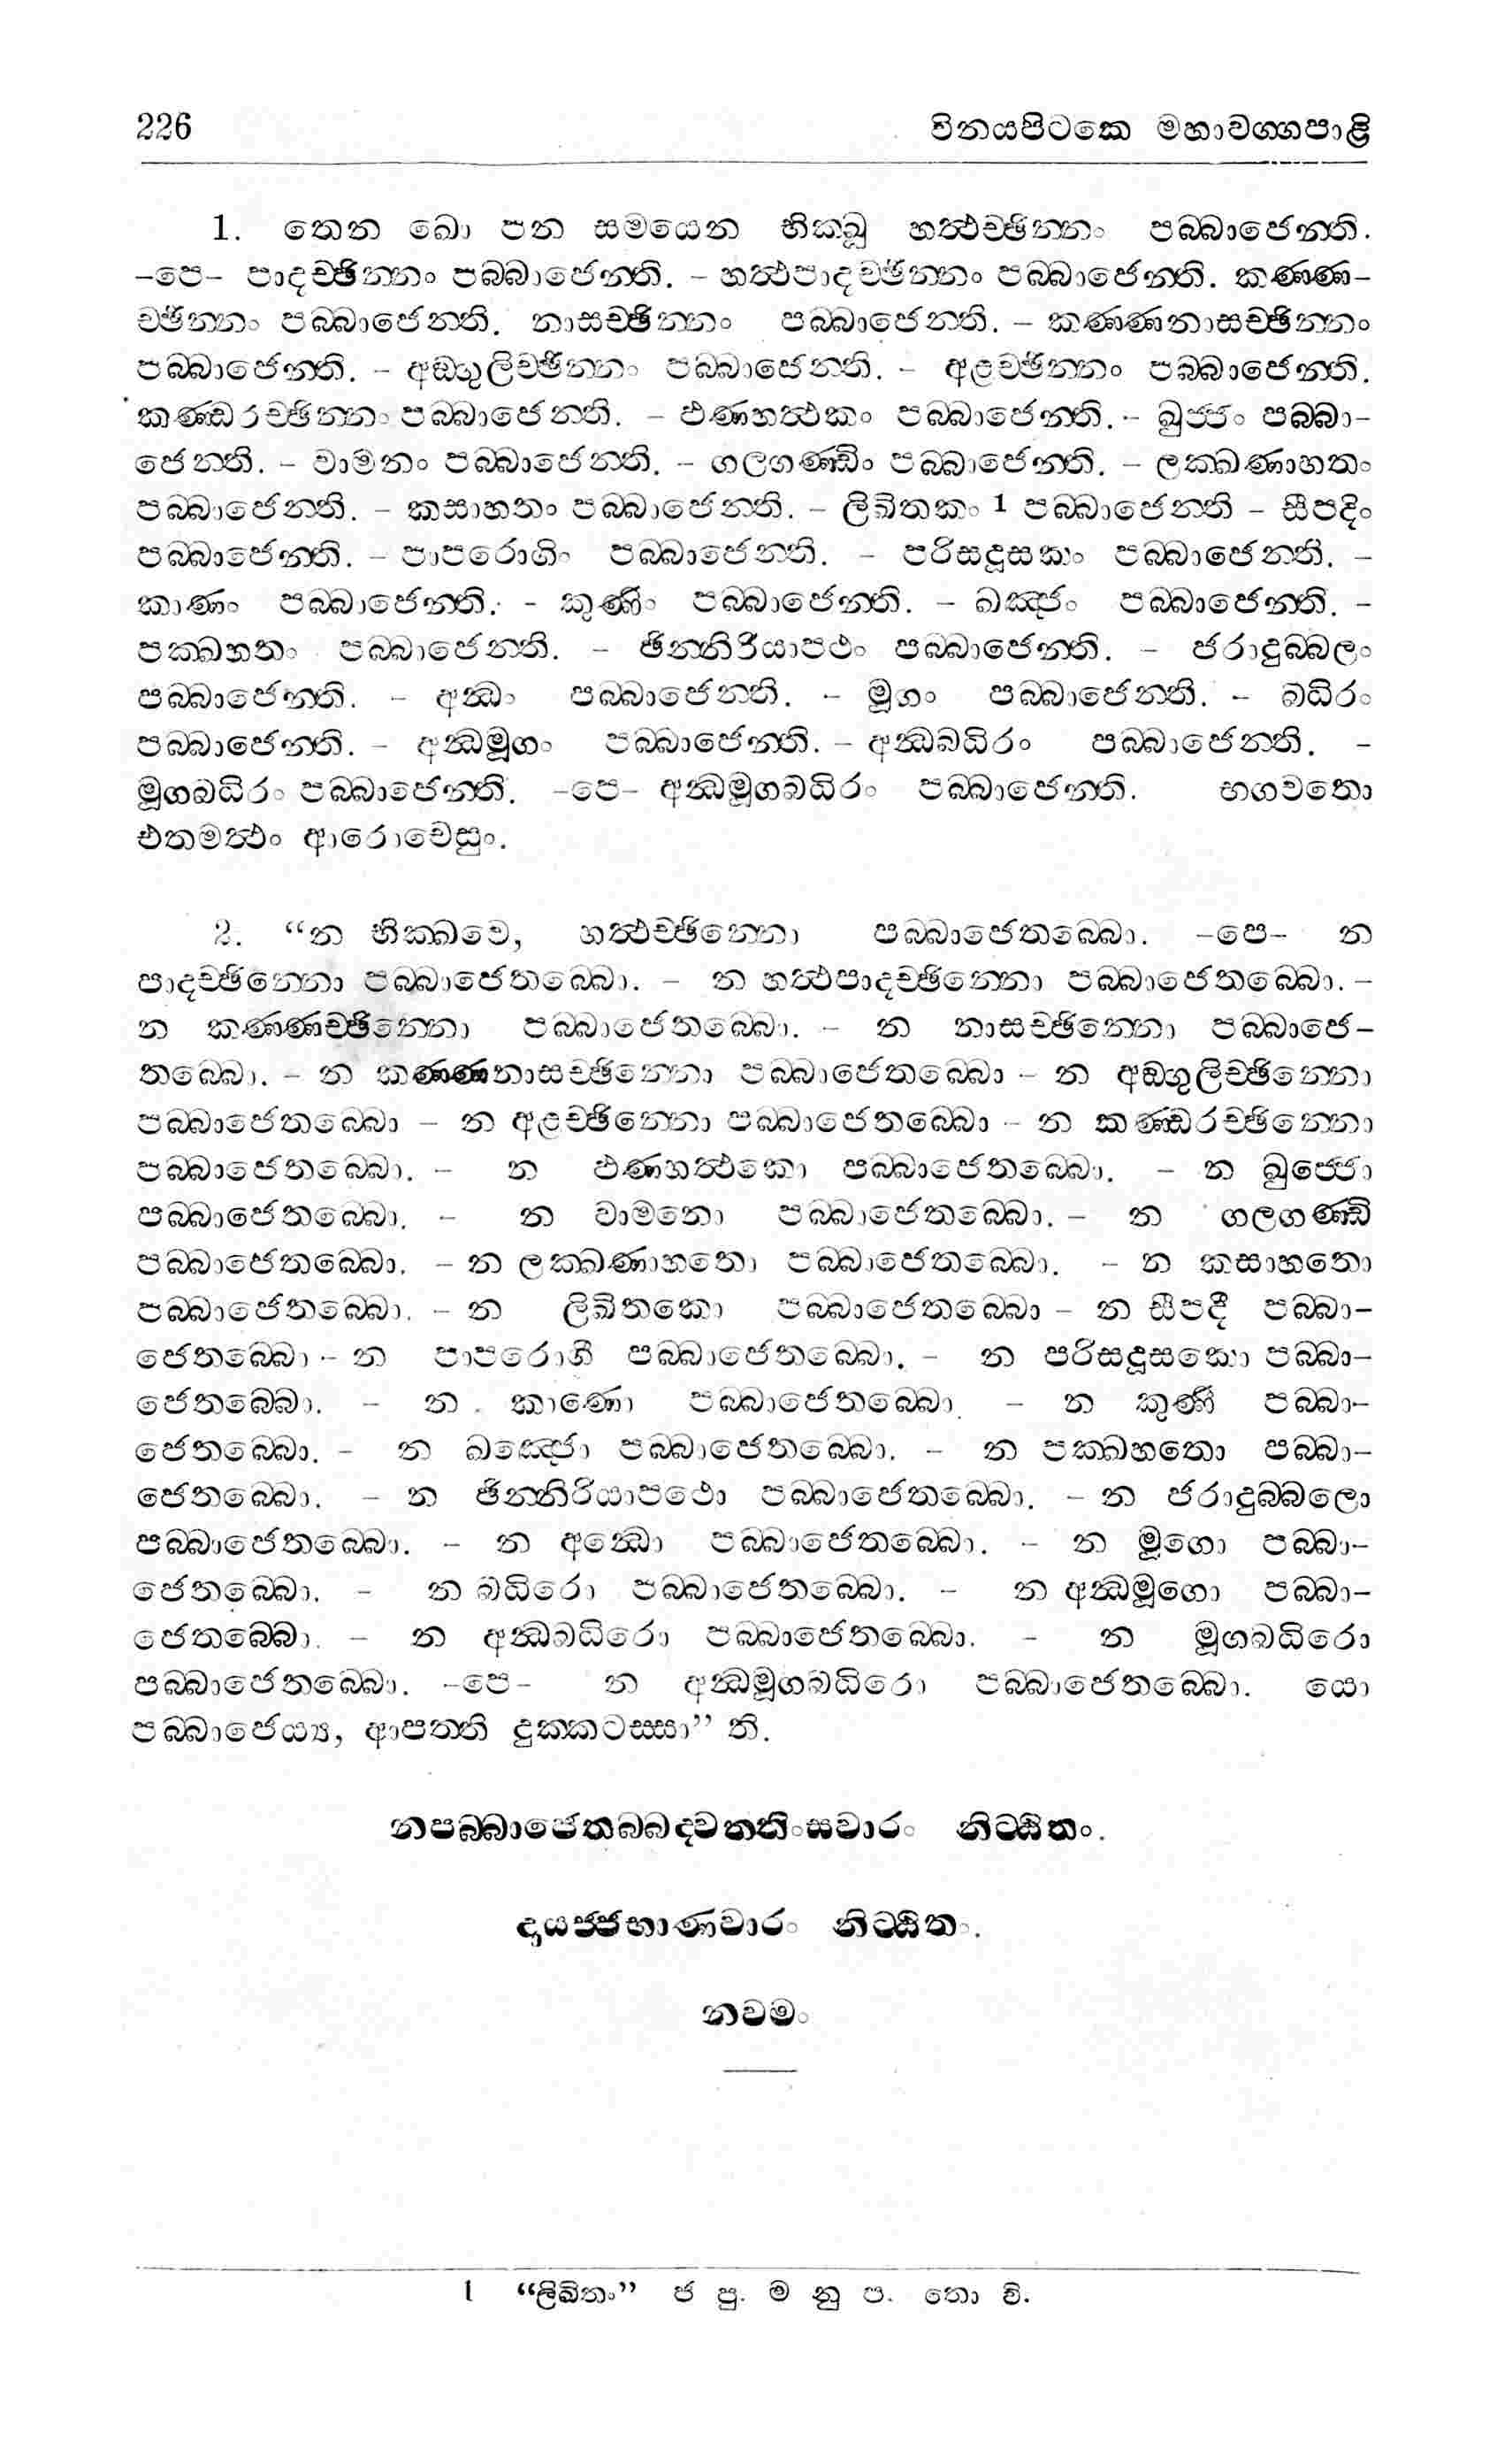 226 විනයපිටකෙ මහාවග්ගපාළි
1. තෙන ඛො පන සමයෙන භික්ඛූ හත්ථච්ඡින්නං පබ්බාජෙන්ති.
-පෙ- පාදච්ඡින්නං පබ්බාජෙන්ති. - හත්ථපාදච්ඡින්නං පබ්බාජෙන්ති. කණ්ණ-
ච්ඡින්නං පබ්බාජෙන්ති. නාසච්ඡින්නං පබ්බාජෙන්ති. - කණ්ණනාසච්ඡින්නං
පබ්බාජෙන්ති. - අඞ්ගුලිච්ඡින්නං පබ්බාජෙන්ති. - අළච්ඡින්නං පබ්බාජෙන්ති.
කණ්ඩරච්ඡින්නං පබ්බාජෙන්ති. - ඵණහත්ථකං පබ්බාජෙන්ති. - ඛුජ්ජං පබ්බා-
ජෙන්ති. - වාමනං පබ්බාජෙන්ති. - ගලගණ්ඩිං පබ්බාජෙන්ති. - ලක්ඛණාහතං
පබ්බාජෙන්ති. - කසාහතං පබ්බාජෙන්ති. - ලිඛිතකං 1 පබ්බාජෙන්ති - සීපදිං
පබ්බාජෙන්ති. - පාපරොගිං පබ්බාජෙන්ති. - පරිසදූසකං පබ්බාජෙන්ති. -
කාණං පබ්බාජෙන්ති. - කුණිං පබ්බාජෙන්ති. - ඛඤ්ජං පබ්බාජෙන්ති. -
පක්ඛහතං පබ්බාජෙන්ති. - ඡින්නිරියාපථං පබ්බාජෙන්ති. - ජරාදුබ්බලං
පබ්බාජෙන්ති. - අන්ධං පබ්බාජෙන්ති. - මූගං පබ්බාජෙන්ති. - බධිරං
පබ්බාජෙන්ති. - අන්ධමූගං පබ්බාජෙන්ති. - අන්ධබධිරං පබ්බාජෙන්ති. -
මූගබධිරං පබ්බාජෙන්ති. -පෙ- අන්ධමූගබධිරං පබ්බාජෙන්ති. භගවතො
එතමත්ථං ආරොචෙසුං.
2. “න භික්ඛවෙ, හත්ථච්ඡින්නො පබ්බාජෙතබ්බො. -පෙ- න
පාදච්ඡින්නො පබ්බාජෙතබ්බො. - න හත්ථපාදච්ඡින්නො පබ්බාජෙතබ්බො. -
න කණ්ණච්ඡින්නො පබ්බාජෙතබ්බො. - න නාසච්ඡින්නො පබ්බාජෙ-
තබ්බො. - න කණ්ණනාසච්ඡින්නො පබ්බාජෙතබ්බො - න අඞ්ගුලිච්ඡින්නො
පබ්බාජෙතබ්බො - න අළච්ඡින්නො පබ්බාජෙතබ්බො - න කණ්ඩරච්ඡින්නො
පබ්බාජෙතබ්බො. - න ඵණහත්ථකො පබ්බාජෙතබ්බො. - න ඛුජ්ජො
පබ්බාජෙතබ්බො. - න වාමනො පබ්බාජෙතබ්බො. - න ගලගණ්ඩි
පබ්බාජෙතබ්බො. - න ලක්ඛණාහතො පබ්බාජෙතබ්බො. - න කසාහතො
පබ්බාජෙතබ්බො. - න ලිඛිතකො පබ්බාජෙතබ්බො - න සීපදී පබ්බා-
ජෙතබ්බො - න පාපරොගී පබ්බාජෙතබ්බො. - න පරිසදූසකො පබ්බා-
ජෙතබ්බො. - න කාණො පබ්බාජෙතබ්බො. - න කුණි පබ්බා-
ජෙතබ්බො. - න ඛඤ්ජො පබ්බාජෙතබ්බො. - න පක්ඛහතො පබ්බා-
ජෙතබ්බො. - න ඡින්නිරියාපථො පබ්බාජෙතබ්බො. - න ජරාදුබ්බලො
පබ්බාජෙතබ්බො. - න අන්ධො පබ්බාජෙතබ්බො. - න මූගො පබ්බා-
ජෙතබ්බො. - න බධිරො පබ්බාජෙතබ්බො. - න අන්ධමූගො පබ්බා-
ජෙතබ්බො. - න අන්ධබධිරො පබ්බාජෙතබ්බො. - න මූගබධිරො
පබ්බාජෙතබ්බො. -පෙ- න අන්ධමූගබධිරො පබ්බාජෙතබ්බො. යො
පබ්බාජෙය්‍ය, ආපත්ති දුක්කටස්සා” ති.
නපබ්බාජෙතබ්බද්වත්තිංසවාරං නිට්ඨිතං.
දායජ්ජභාණවාරං නිට්ඨිතං.
නවමං
1 “ලිඛිතං” ජ පු. ම නු ප. තො වි.